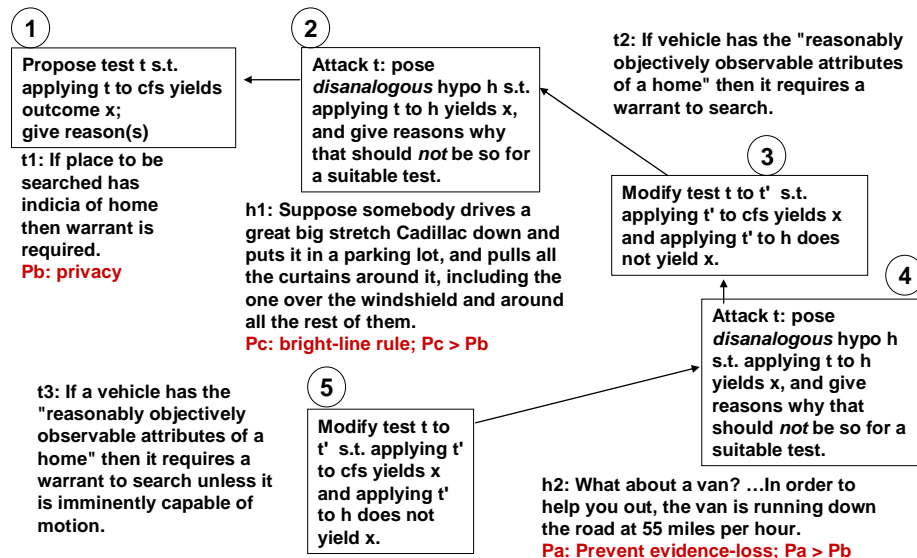 1
Propose test t s.t.
applying t to cfs yields
outcome x;
give reason(s)
t1: If place to be
searched has
indicia of home
then warrant is
required.
Pb: privacy
2
Attack t: pose
disanalogous hypo h s.t.
applying t to h yields x,
and give reasons why
that should not be so for
a suitable test.
h1: Suppose somebody drives a
great big stretch Cadillac down and
puts it in a parking lot, and pulls all
the curtains around it, including the
one over the windshield and around
all the rest of them.
Pc: bright-line rule; Pc > Pb
t2: If vehicle has the "reasonably
objectively observable attributes
of a home" then it requires a
warrant to search.
3
Modify test t to t' s.t.
applying t' to cfs yields x
and applying t' to h does
not yield x.
4
Attack t: pose
disanalogous hypo h
s.t. applying t to h
yields x, and give
reasons why that
should not be so for a
suitable test.
h2: What about a van? …In order to
help you out, the van is running down
the road at 55 miles per hour.
Pa: Prevent evidence-loss; Pa > Pb
t3: If a vehicle has the
"reasonably objectively
observable attributes of a
home" then it requires a
warrant to search unless it
is imminently capable of
motion.
5
Modify test t to
t' s.t. applying t'
to cfs yields x
and applying t'
to h does not
yield x.